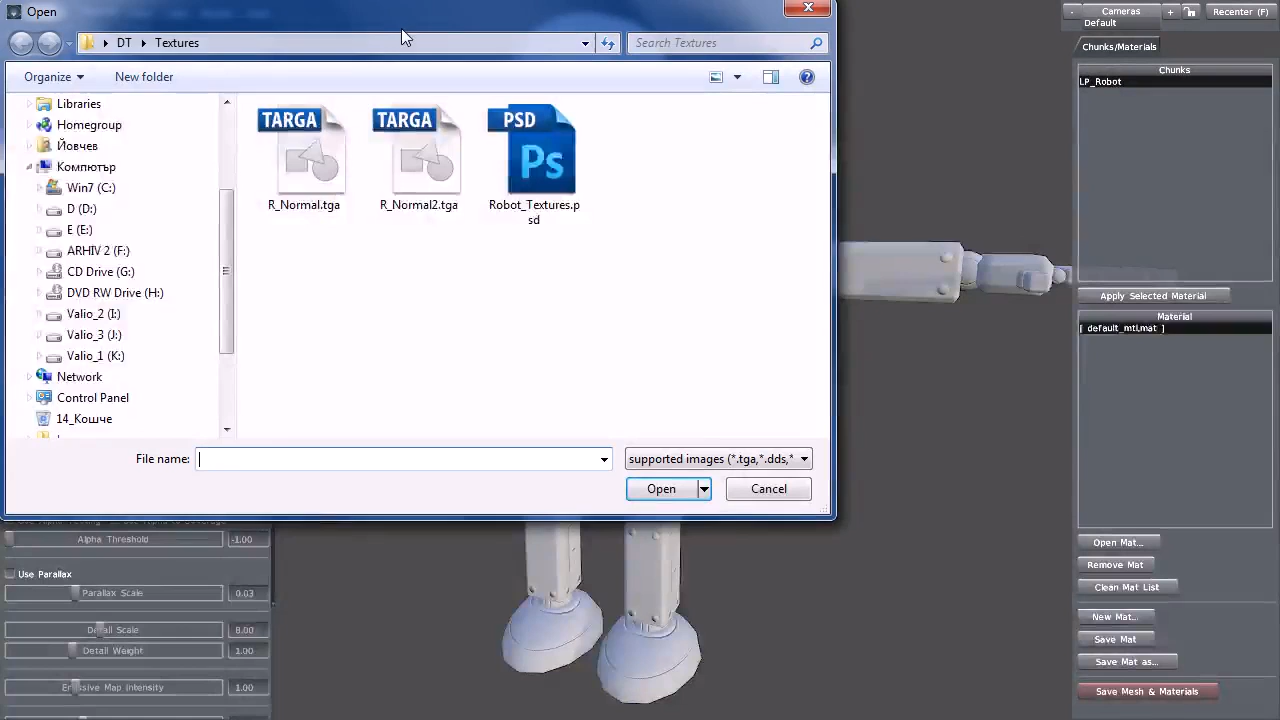 Open
DT
Textures
Search Textures
Organize
New folder
Libraries
Homegroup
Йовчев
Компютър
Win7 (C:)
D (D:)
E (E:)
ARHIV 2 (F:)
CD Drive (G:)
DVD RW Drive (H:)
Valio_2 (I:)
Valio_3 (J:)
Valio_1 (K:)
Network
Control Panel
14_Кошче
TARGA
R_Normal.tga
TARGA
R_Normal2.tga
PSD
Ps
Robot_Textures.p
sd
File name:
supported images (*.tga,*.dds,*
Open
Cancel
Alpha Threshold
-1.00
Use Parallax
Parallax Scale
0.03
Detail Scale
8.00
Detail Weight
1.00
Emissive Map Intensity
1.00
- Cameras +
Default
Recenter (F)
Chunks/Materials
Chunks
LP_Robot
Apply Selected Material
Material
[ default_mtl.mat ]
Open Mat...
Remove Mat
Clean Mat List
New Mat...
Save Mat
Save Mat as...
Save Mesh & Materials